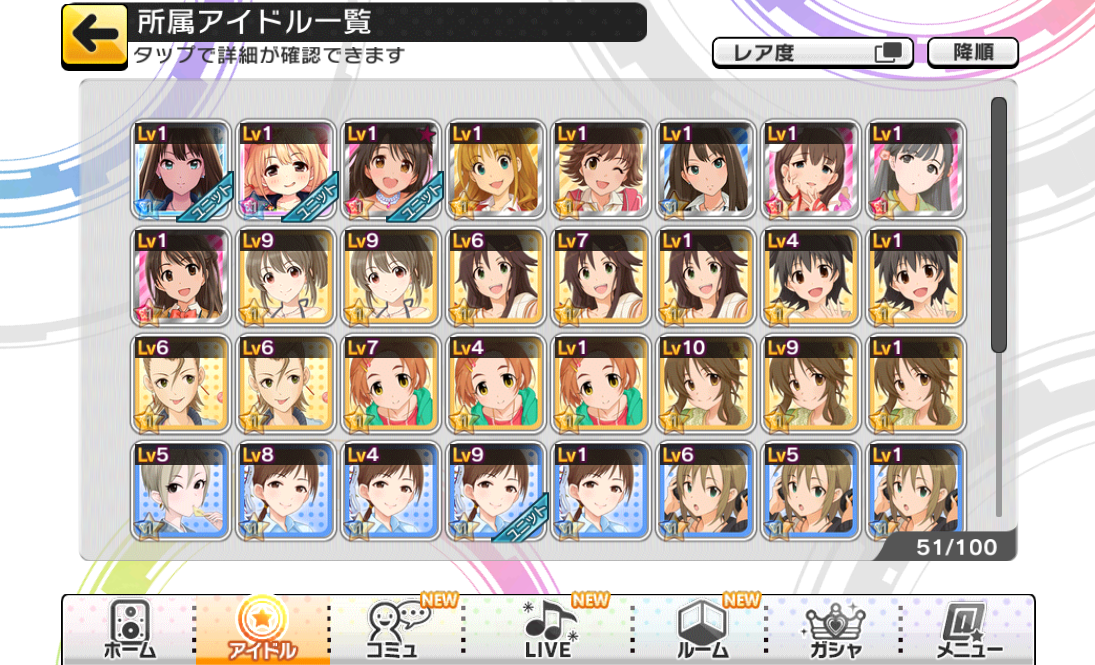 所属アイドル一覧
タップで詳細が確認できます
レア度
降順
Lv1 Lv1 Lv1 Lv1 Lv1 Lv1 Lv1 Lv1
ユニット ユニット ユニット
Lv1 Lv9 Lv9 Lv6 Lv7 Lv1 Lv4 Lv1
Lv6 Lv6 Lv7 Lv4 Lv1 Lv10 Lv9 Lv1
Lv5 Lv8 Lv4 Lv9 Lv1 Lv6 Lv5 Lv1
ユニット
51/100
NEW NEW NEW
ホーム アイドル コミュ LIVE ルーム ガシャ メニュー